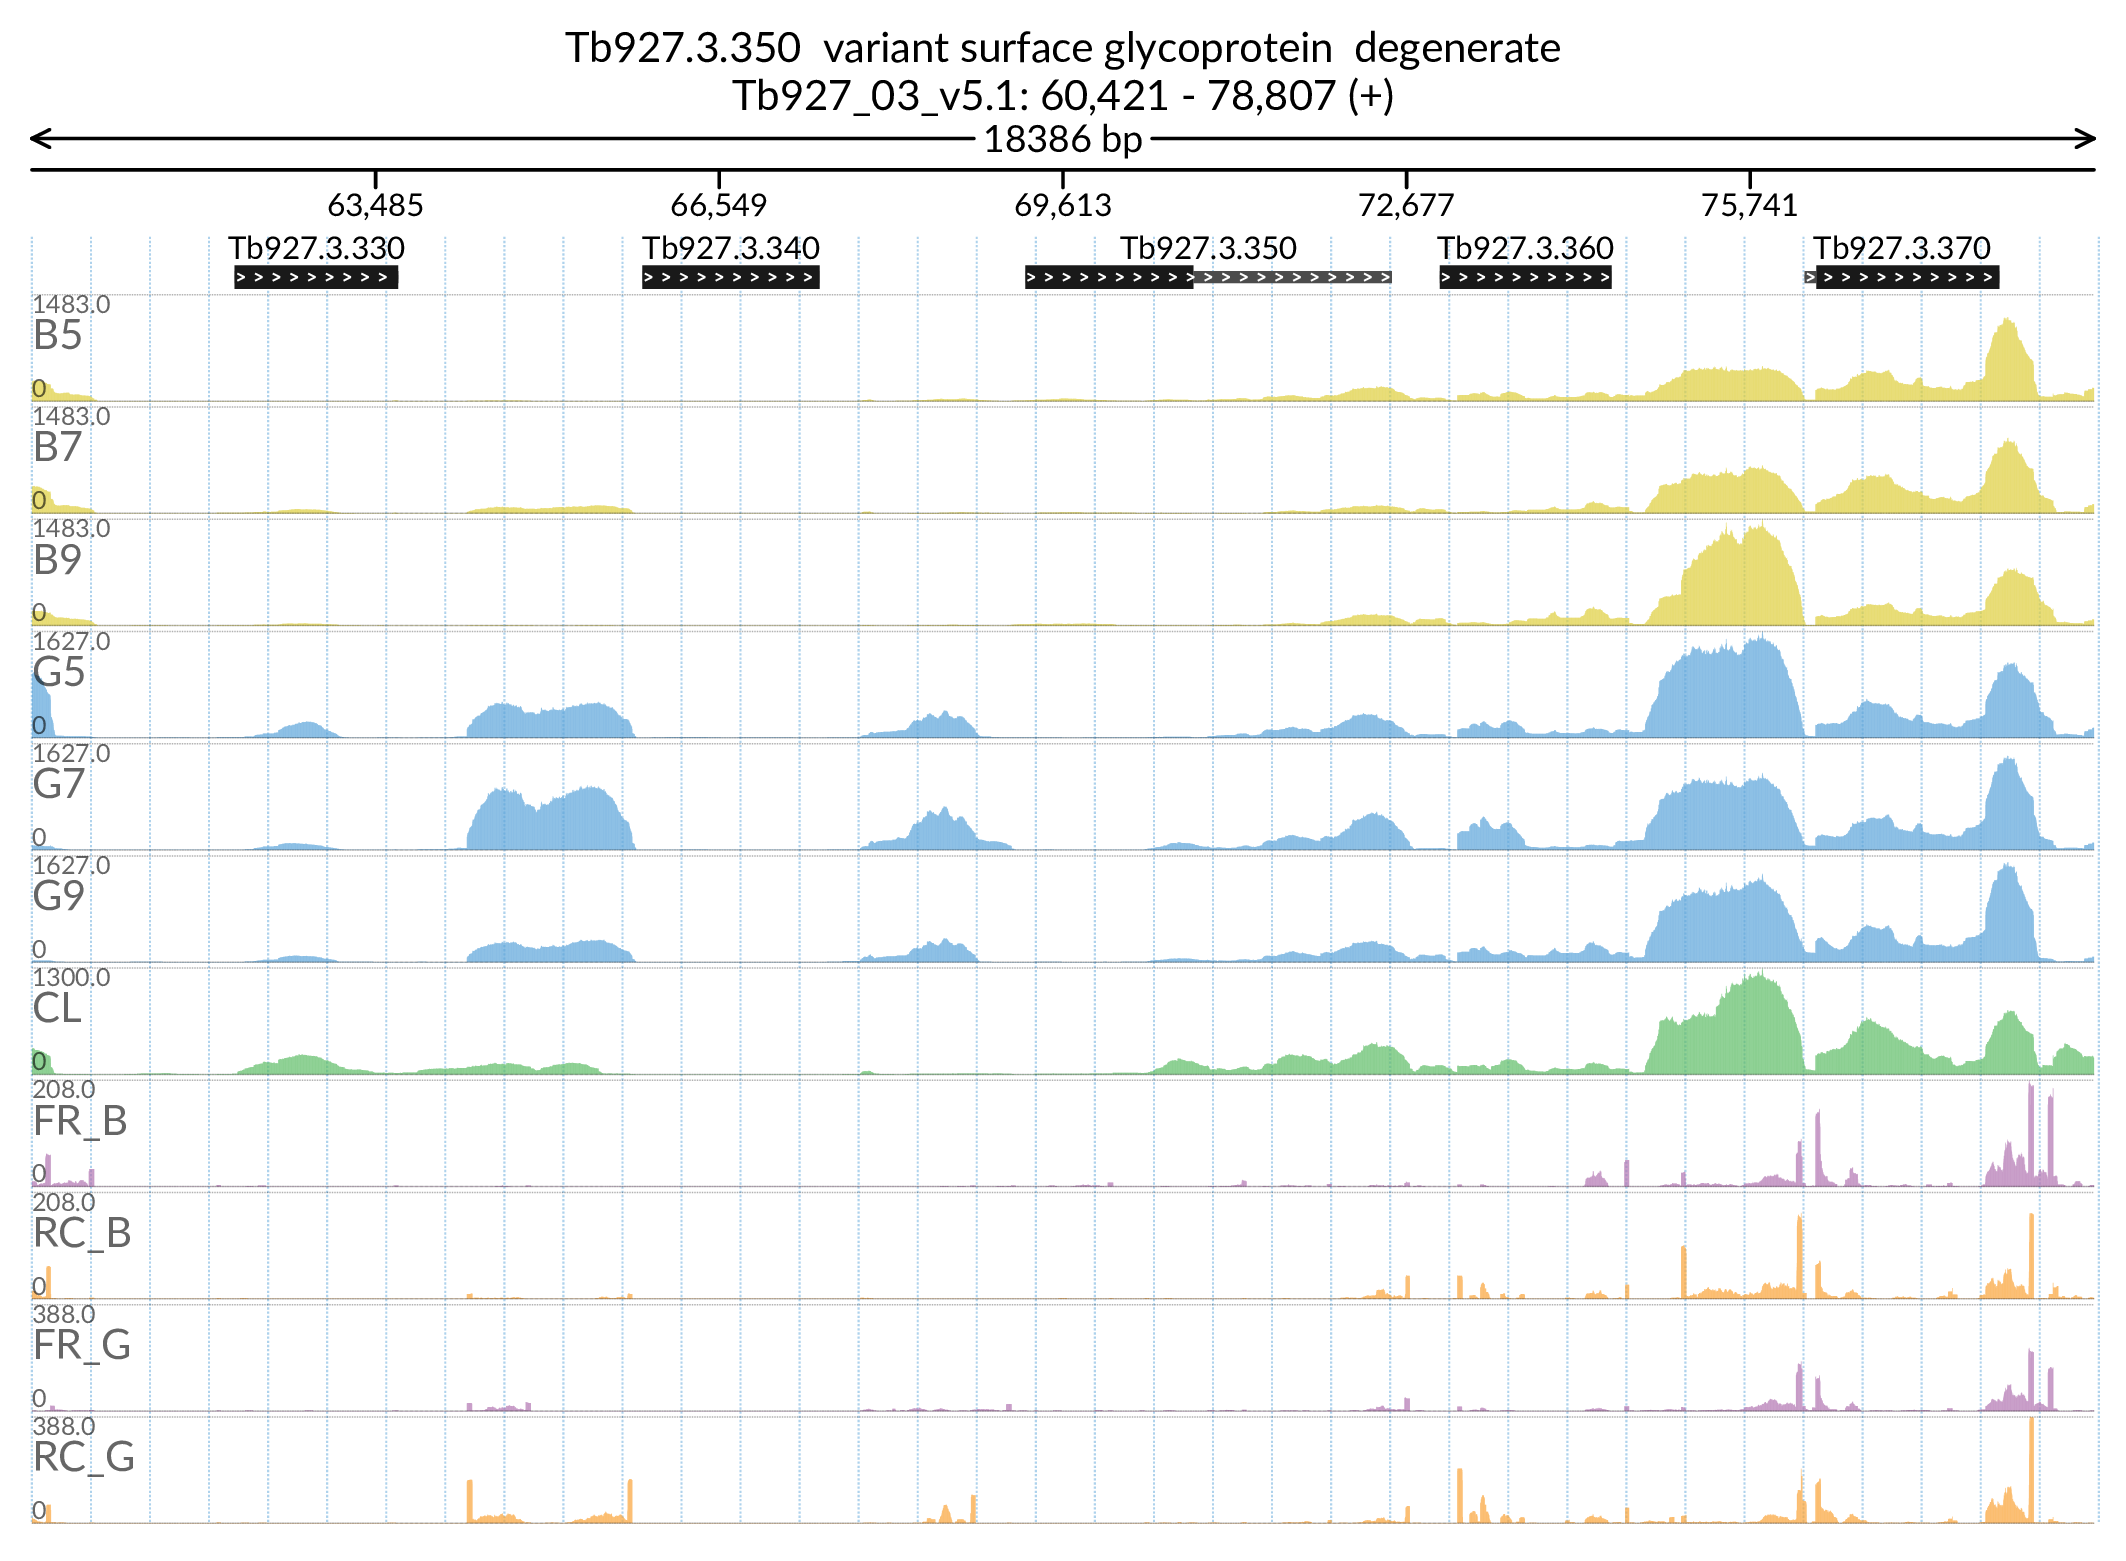 Tb927.3.350 variant surface glycoprotein degenerate
Tb927_03_v5.1: 60,421 - 78,807 (+)
18386 bp
63,485 66,549 69,613 72,677 75,741
Tb927.3.330 Tb927.3.340 Tb927.3.350 Tb927.3.360 Tb927.3.370
1483.0
B5
0
1483.0
B7
0
1483.0
B9
0
1627.0
G5
0
1627.0
G7
0
1627.0
G9
0
1300.0
CL
0
208.0
FR_B
0
208.0
RC_B
0
388.0
FR_G
0
388.0
RC_G
0